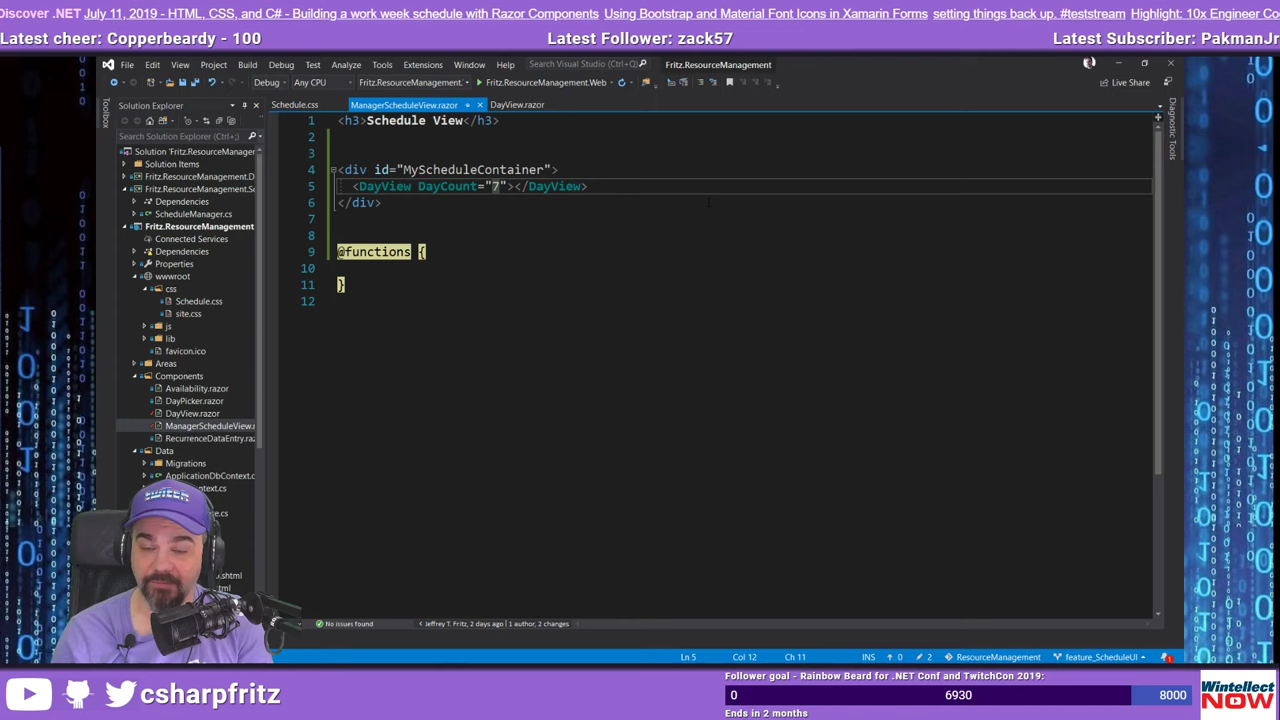 Discover .NET July 11, 2019 - HTML, CSS, and C# - Building a work week schedule with Razor Components Using Bootstrap and Material Font Icons in Xamarin Forms setting things back up. #teststream Highlight: 10x Engineer Co
Latest cheer: Copperbeardy - 100
Latest Follower: zack57
Latest Subscriber: PakmanJr
File Edit View Project Build Debug Test Analyze Tools Extensions Window Help Search Visual Studio (Ctrl+Q) Fritz.ResourceManagement
Debug Any CPU Fritz.ResourceManagement. Fritz.ResourceManagement.Web Live Share
Toolbox
Solution Explorer
Search Solution Explorer (Ctrl+;)
Solution 'Fritz.ResourceManager
Solution Items
Fritz.ResourceManagement.D
Fritz.ResourceManagement.Sc
Dependencies
ScheduleManager.cs
Fritz.ResourceManagement
Connected Services
Dependencies
Properties
wwwroot
css
Schedule.css
site.css
js
lib
favicon.ico
Areas
Components
Availability.razor
DayPicker.razor
DayView.razor
ManagerScheduleView.r
RecurrenceDataEntry.raz
Data
Migrations
ApplicationDbContext.c
ontext.cs
se.cs
.shtml
ml
Schedule.css ManagerScheduleView.razor DayView.razor
1 <h3>Schedule View</h3>
2
3
4 <div id="MyScheduleContainer">
5 <DayView DayCount="7"></DayView>
6 </div>
7
8
9 @functions {
10
11 }
12
Diagnostic Tools
No issues found Jeffrey T. Fritz, 2 days ago | 1 author, 2 changes
Ln 5 Col 12 Ch 11 INS 0 2 ResourceManagement feature_ScheduleUI 1
csharpfritz
Follower goal - Rainbow Beard for .NET Conf and TwitchCon 2019:
0 6930 8000
Ends in 2 months
Wintellect
NOW